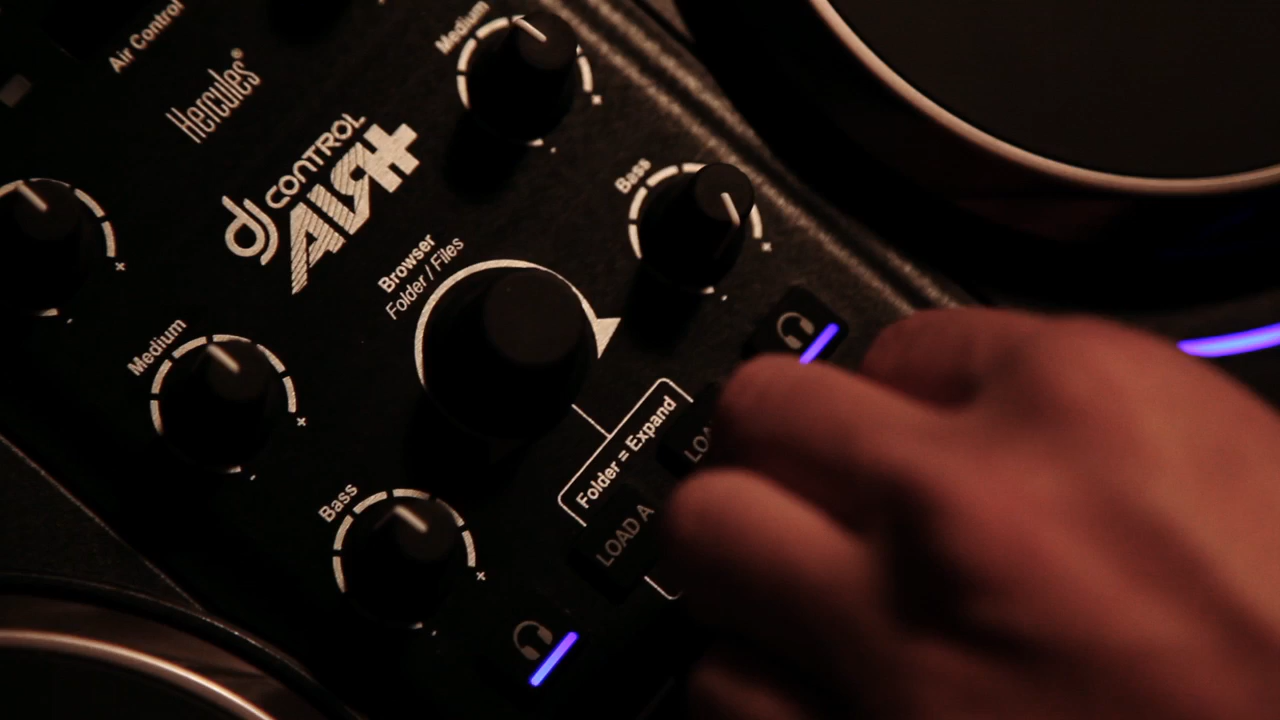 Air Control
Hercules®
dj CONTROL
AIR+
Medium
Bass
Browser
Folder / Files
Medium
Bass
Folder = Expand
LOAD A